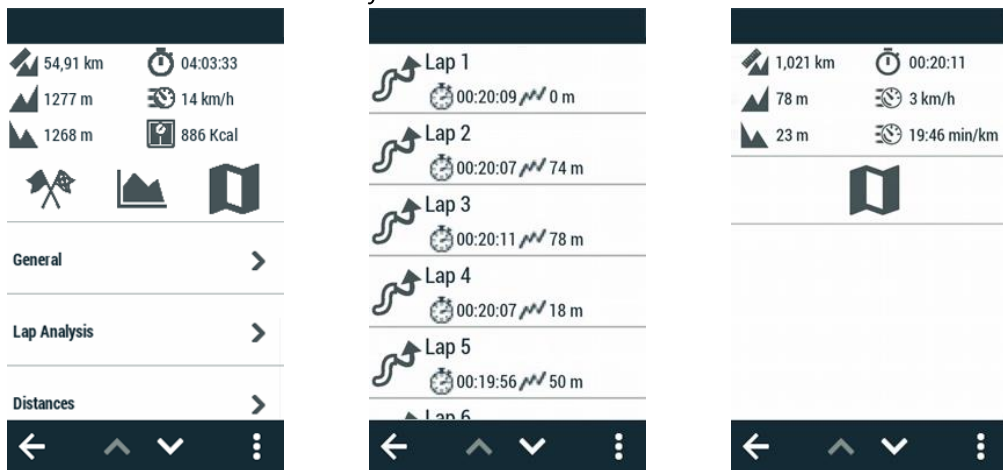 54,91 km 04:03:33
1277 m 14 km/h
1268 m 886 Kcal
General
Lap Analysis
Distances
Lap 1
00:20:09 0 m
Lap 2
00:20:07 74 m
Lap 3
00:20:11 78 m
Lap 4
00:20:07 18 m
Lap 5
00:19:56 50 m
Lap 6
1,021 km 00:20:11
78 m 3 km/h
23 m 19:46 min/km